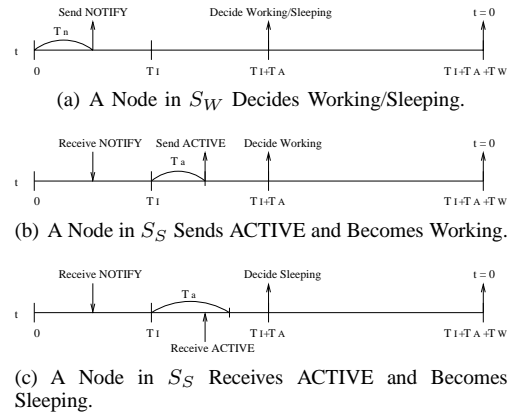 Send NOTIFY Decide Working/Sleeping t = 0
T n
t
0 T I T I+T A T I+T A +T W
(a) A Node in S_W Decides Working/Sleeping.
Receive NOTIFY Send ACTIVE Decide Working t = 0
T a
t
0 T I T I+T A T I+T A +T W
(b) A Node in S_S Sends ACTIVE and Becomes Working.
Receive NOTIFY Decide Sleeping t = 0
T a
t
0 T I T I+T A T I+T A +T W
Receive ACTIVE
(c) A Node in S_S Receives ACTIVE and Becomes
Sleeping.